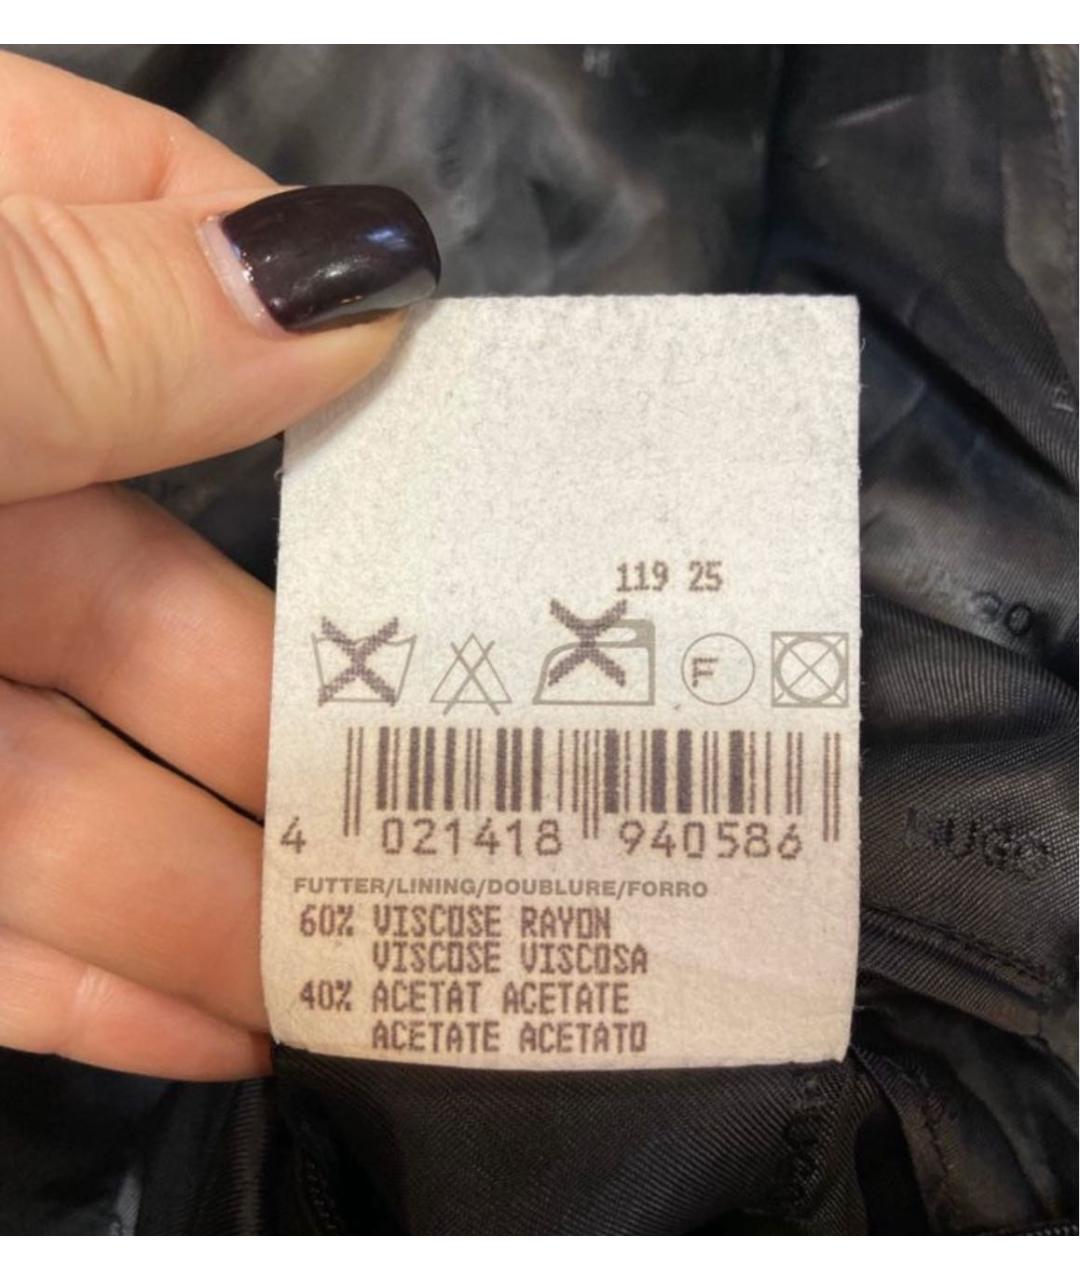 119 25
F
4 021418 940586
FUTTER/LINING/DOUBLURE/FORRO
60% VISCOSE RAYON
VISCOSE VISCOSA
40% ACETAT ACETATE
ACETATE ACETATO